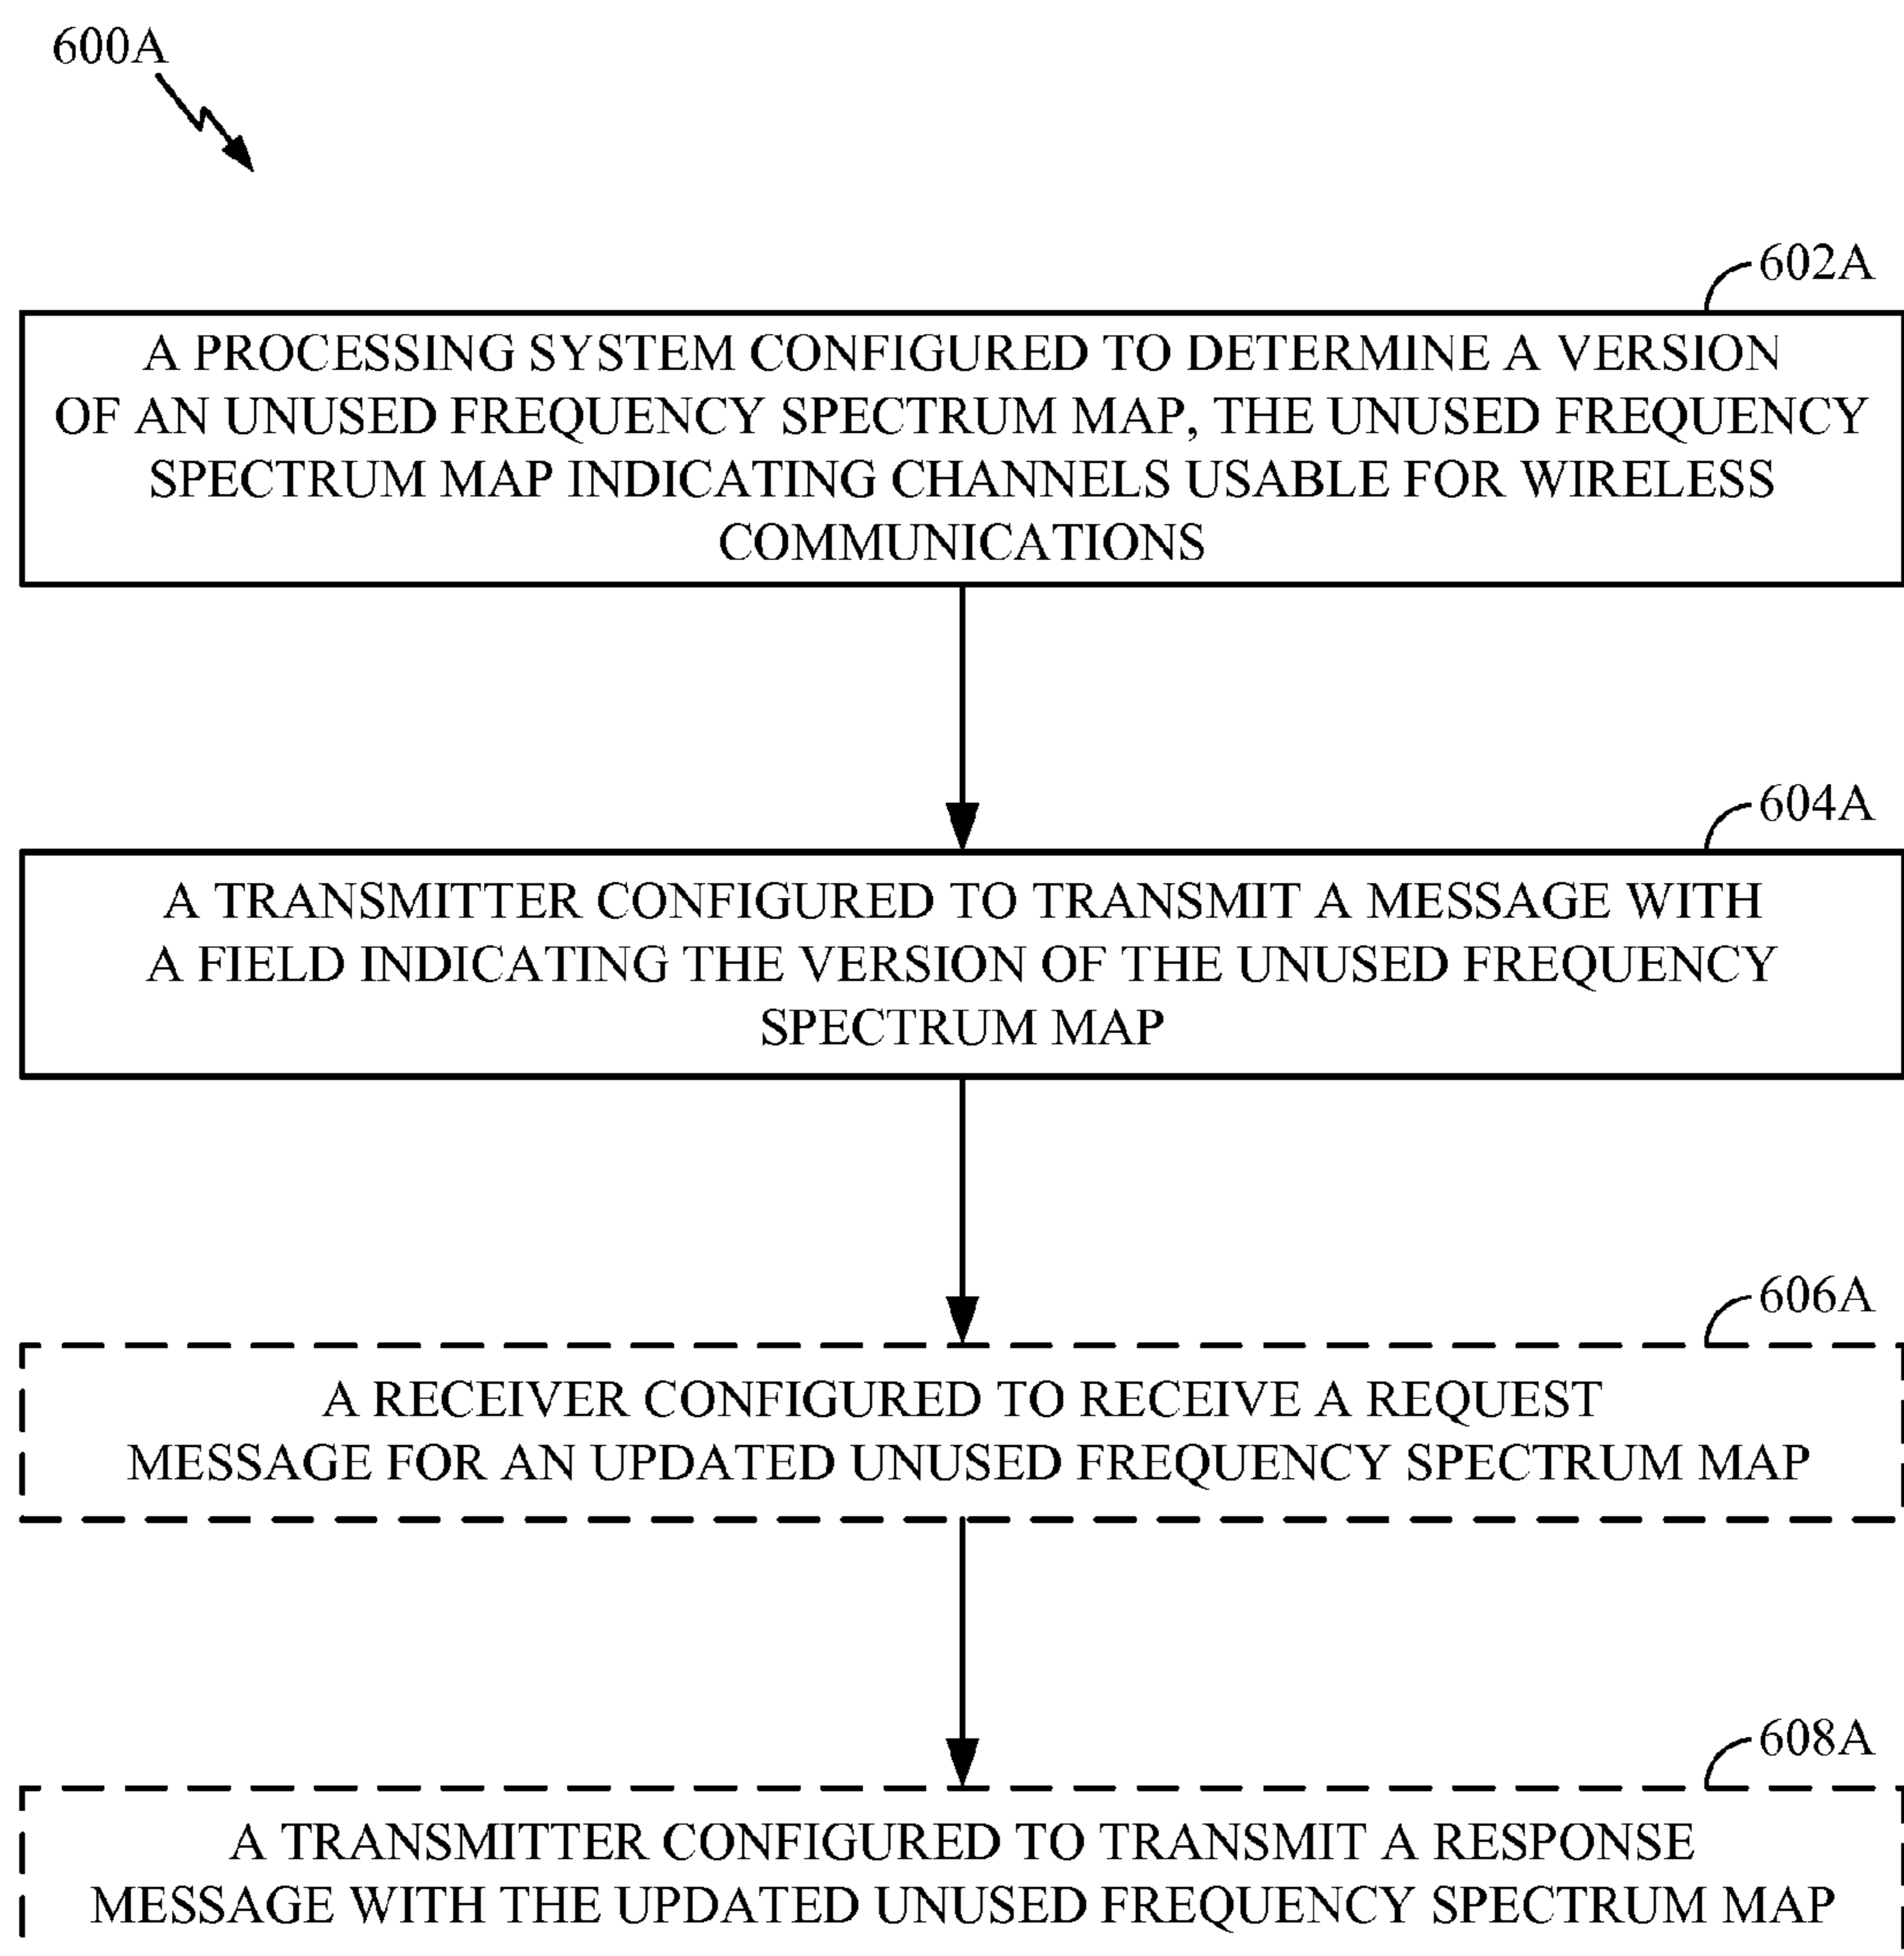 600A
602A
A PROCESSING SYSTEM CONFIGURED TO DETERMINE A VERSION
OF AN UNUSED FREQUENCY SPECTRUM MAP, THE UNUSED FREQUENCY
SPECTRUM MAP INDICATING CHANNELS USABLE FOR WIRELESS
COMMUNICATIONS
604A
A TRANSMITTER CONFIGURED TO TRANSMIT A MESSAGE WITH
A FIELD INDICATING THE VERSION OF THE UNUSED FREQUENCY
SPECTRUM MAP
606A
A RECEIVER CONFIGURED TO RECEIVE A REQUEST
MESSAGE FOR AN UPDATED UNUSED FREQUENCY SPECTRUM MAP
608A
A TRANSMITTER CONFIGURED TO TRANSMIT A RESPONSE
MESSAGE WITH THE UPDATED UNUSED FREQUENCY SPECTRUM MAP